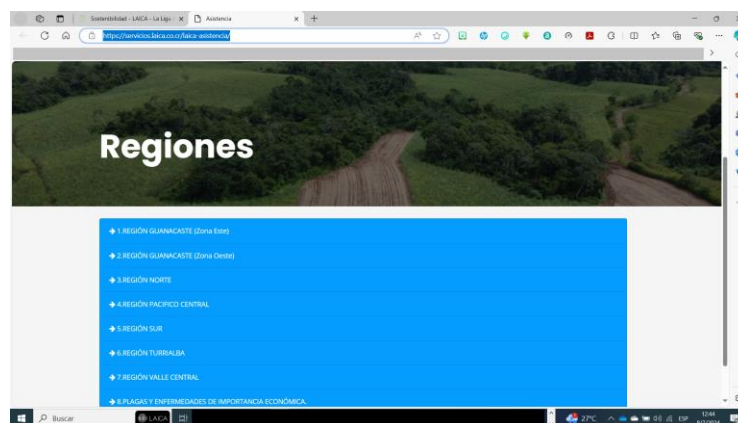 Sostenibilidad - LAICA - La Liga
Asistencia
https://servicios.laica.co.cr/laica-asistencia/
Regiones
1.REGIÓN GUANACASTE (Zona Este)
2.REGIÓN GUANACASTE (Zona Oeste)
3.REGIÓN NORTE
4.REGIÓN PACIFICO CENTRAL
5.REGIÓN SUR
6.REGIÓN TURRIALBA
7.REGIÓN VALLE CENTRAL
8.PLAGAS Y ENFERMEDADES DE IMPORTANCIA ECONÓMICA.
Buscar
LAICA
27°C
ESP
12:44